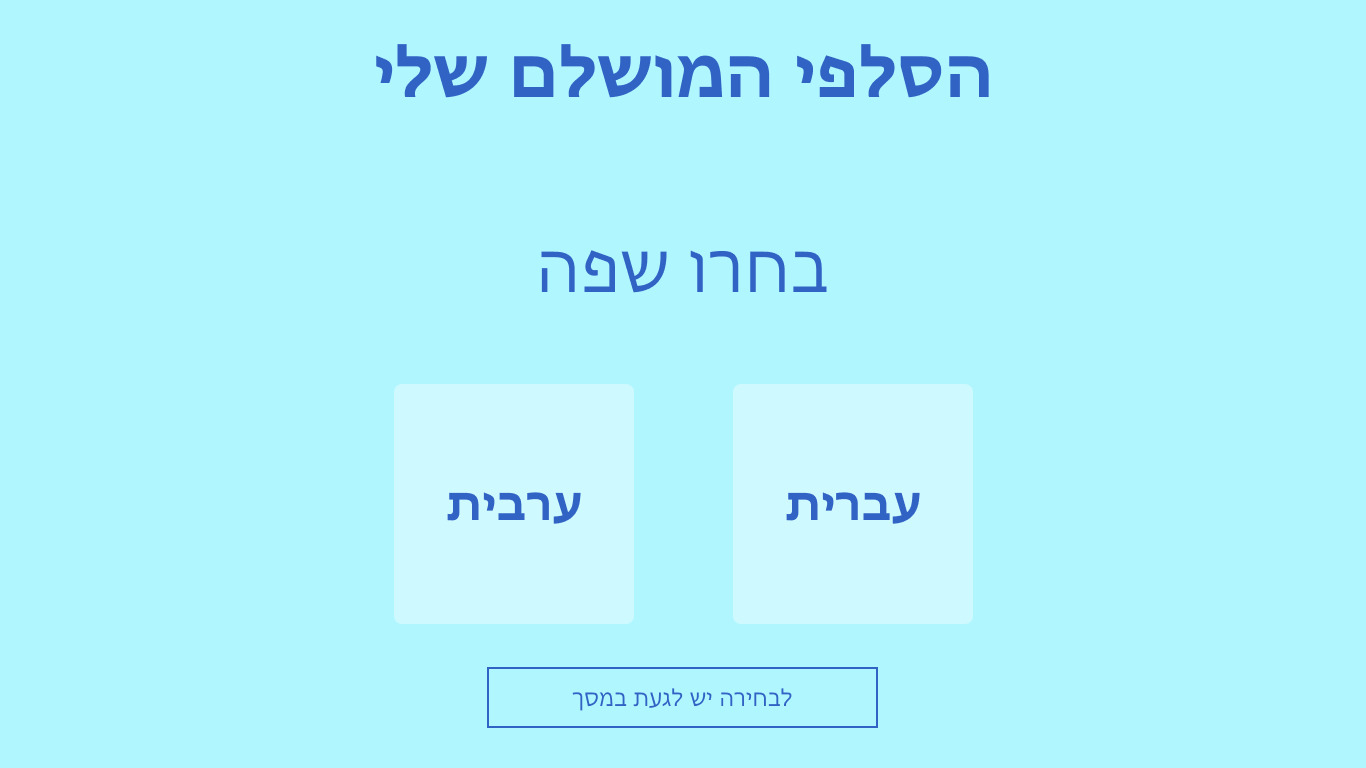 הסלפי המושלם שלי
בחרו שפה
עברית
ערבית
לבחירה יש לגעת במסך